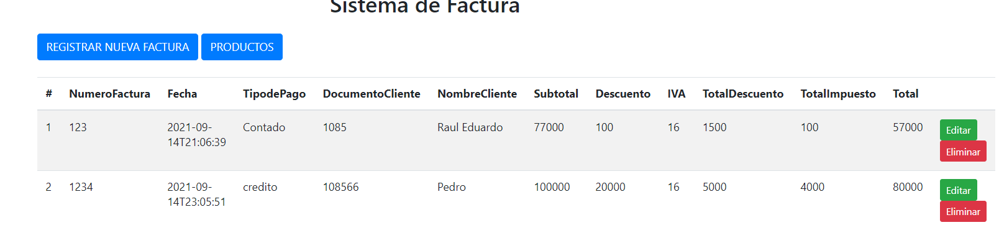 Sistema de Factura
REGISTRAR NUEVA FACTURA PRODUCTOS
# NumeroFactura Fecha TipodePago DocumentoCliente NombreCliente Subtotal Descuento IVA TotalDescuento TotalImpuesto Total
1 123 2021-09- Contado 1085 Raul Eduardo 77000 100 16 1500 100 57000 Editar
14T21:06:39 Eliminar
2 1234 2021-09- credito 108566 Pedro 100000 20000 16 5000 4000 80000 Editar
14T23:05:51 Eliminar